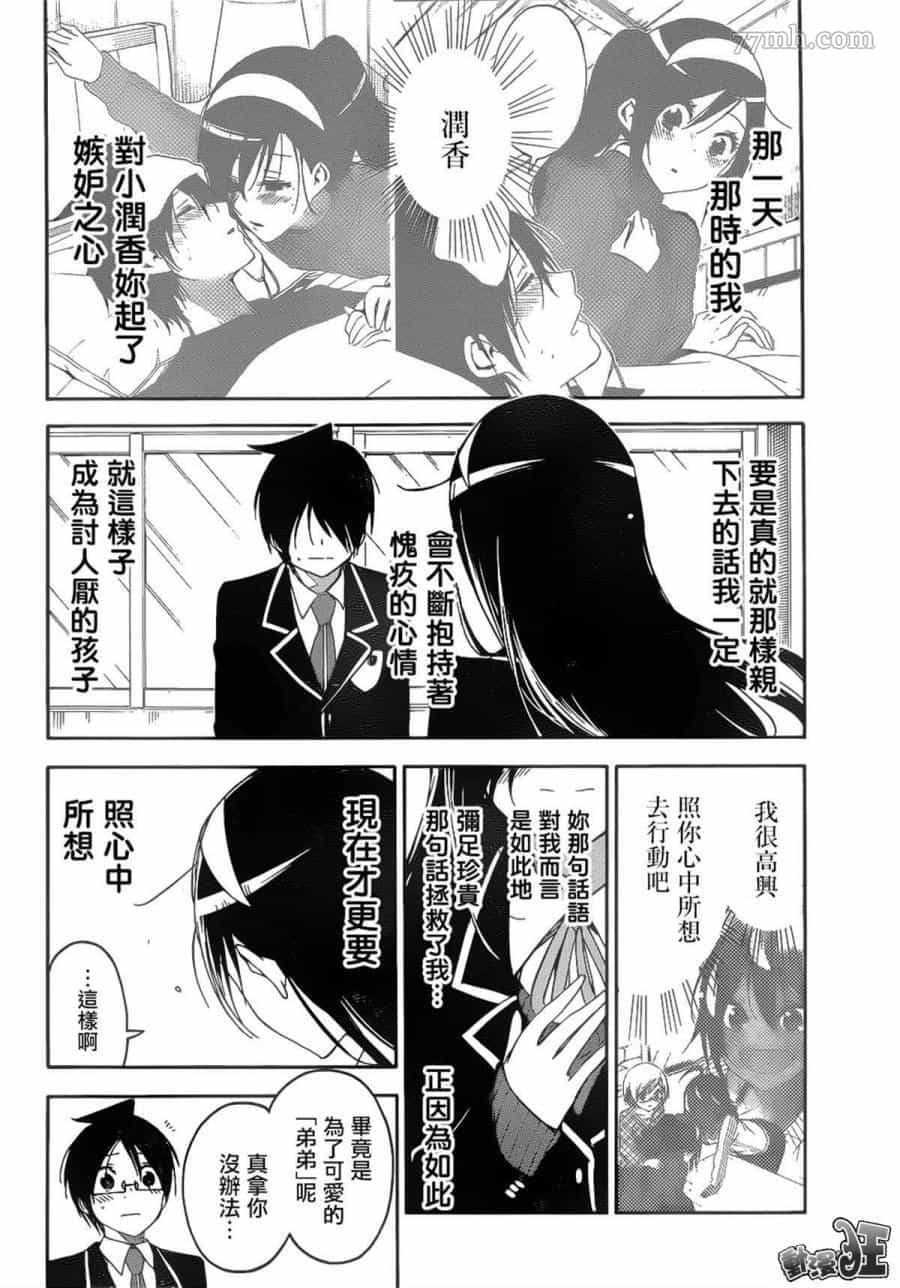 77mh.com
那一天
那時的我
潤香
對小潤香妳起了
嫉妒之心
要是真的就那樣親
下去的話我一定
會不斷抱持著
愧疚的心情
就這樣子
成為討人厭的孩子
我很高興
照你心中所想
去行動吧
妳那句話語
對我而言
是如此地
彌足珍貴
那句話拯救了我…
正因為如此
現在才更要
照心中
所想
…這樣啊
畢竟是
為了可愛的
「弟弟」呢
真拿你
沒辦法…
動漫狂